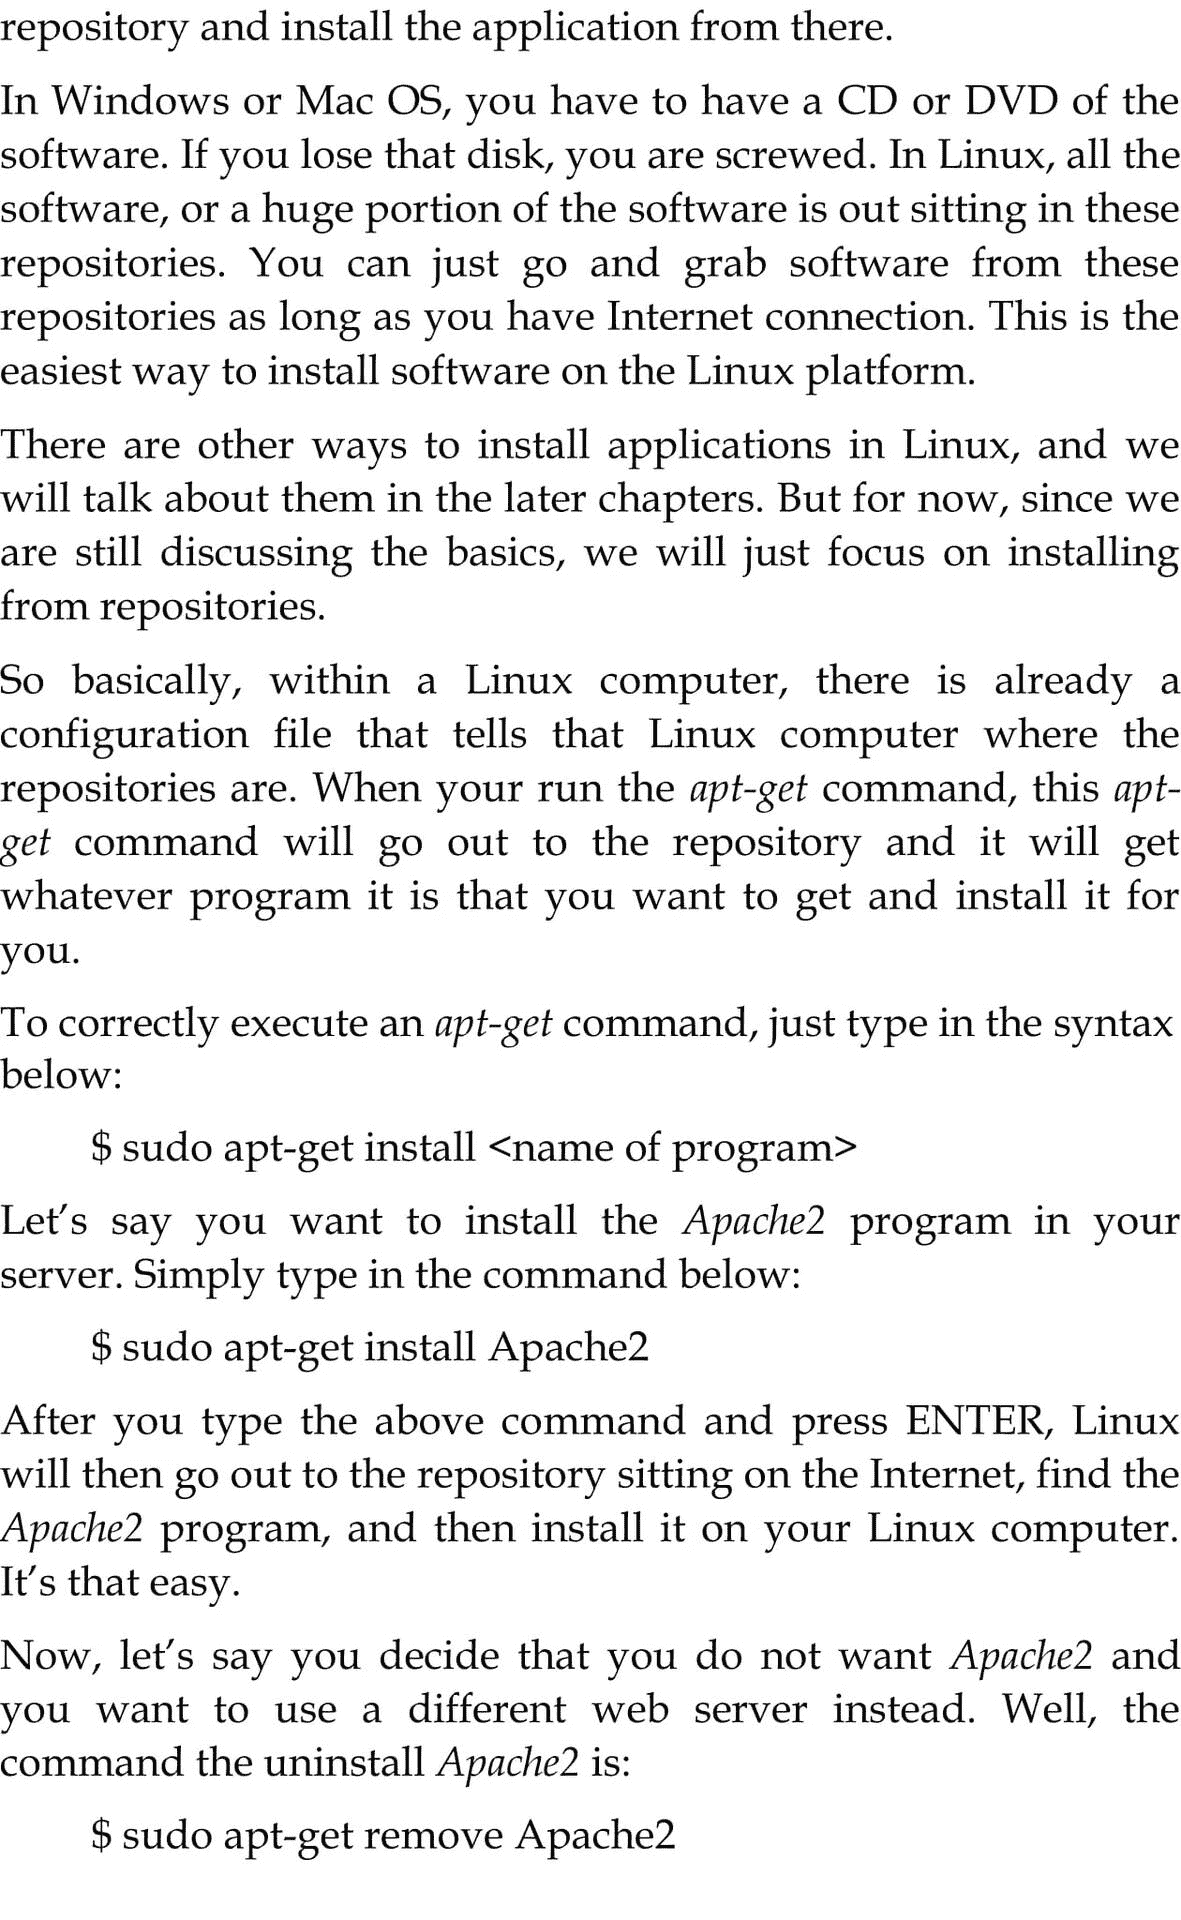 repository and install the application from there.
In Windows or Mac OS, you have to have a CD or DVD of the
software. If you lose that disk, you are screwed. In Linux, all the
software, or a huge portion of the software is out sitting in these
repositories. You can just go and grab software from these
repositories as long as you have Internet connection. This is the
easiest way to install software on the Linux platform.
There are other ways to install applications in Linux, and we
will talk about them in the later chapters. But for now, since we
are still discussing the basics, we will just focus on installing
from repositories.
So basically, within a Linux computer, there is already a
configuration file that tells that Linux computer where the
repositories are. When your run the apt-get command, this apt-
get command will go out to the repository and it will get
whatever program it is that you want to get and install it for
you.
To correctly execute an apt-get command, just type in the syntax
below:
$ sudo apt-get install <name of program>
Let’s say you want to install the Apache2 program in your
server. Simply type in the command below:
$ sudo apt-get install Apache2
After you type the above command and press ENTER, Linux
will then go out to the repository sitting on the Internet, find the
Apache2 program, and then install it on your Linux computer.
It’s that easy.
Now, let’s say you decide that you do not want Apache2 and
you want to use a different web server instead. Well, the
command the uninstall Apache2 is:
$ sudo apt-get remove Apache2